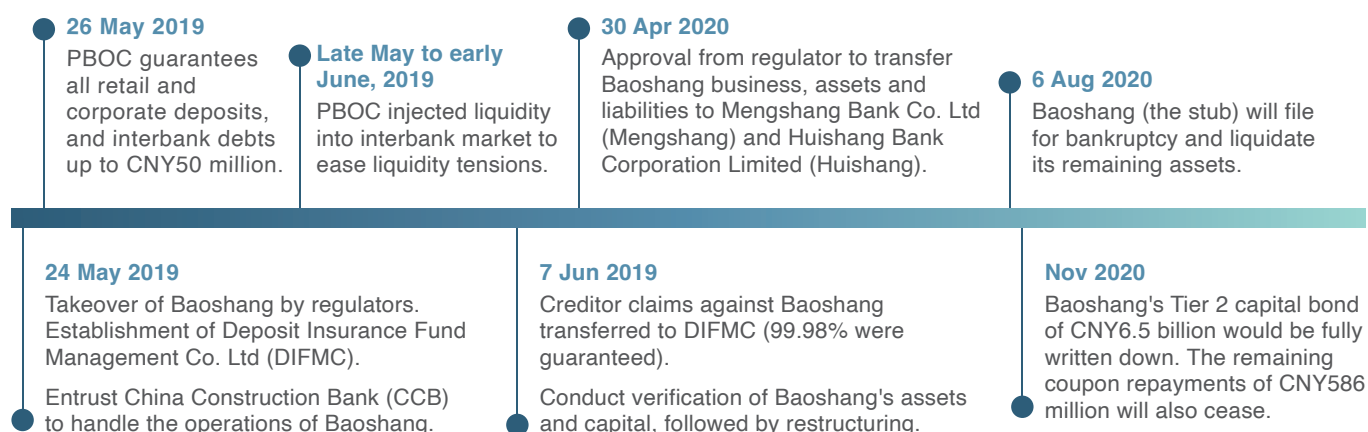 26 May 2019
PBOC guarantees
all retail and
corporate deposits,
and interbank debts
up to CNY50 million.
Late May to early
June, 2019
PBOC injected liquidity
into interbank market to
ease liquidity tensions.
30 Apr 2020
Approval from regulator to transfer
Baoshang business, assets and
liabilities to Mengshang Bank Co. Ltd
(Mengshang) and Huishang Bank
Corporation Limited (Huishang).
6 Aug 2020
Baoshang (the stub) will file
for bankruptcy and liquidate
its remaining assets.
24 May 2019
Takeover of Baoshang by regulators.
Establishment of Deposit Insurance Fund
Management Co. Ltd (DIFMC).
Entrust China Construction Bank (CCB)
to handle the operations of Baoshang.
7 Jun 2019
Creditor claims against Baoshang
transferred to DIFMC (99.98% were
guaranteed).
Conduct verification of Baoshang's assets
and capital, followed by restructuring.
Nov 2020
Baoshang's Tier 2 capital bond
of CNY6.5 billion would be fully
written down. The remaining
coupon repayments of CNY586
million will also cease.